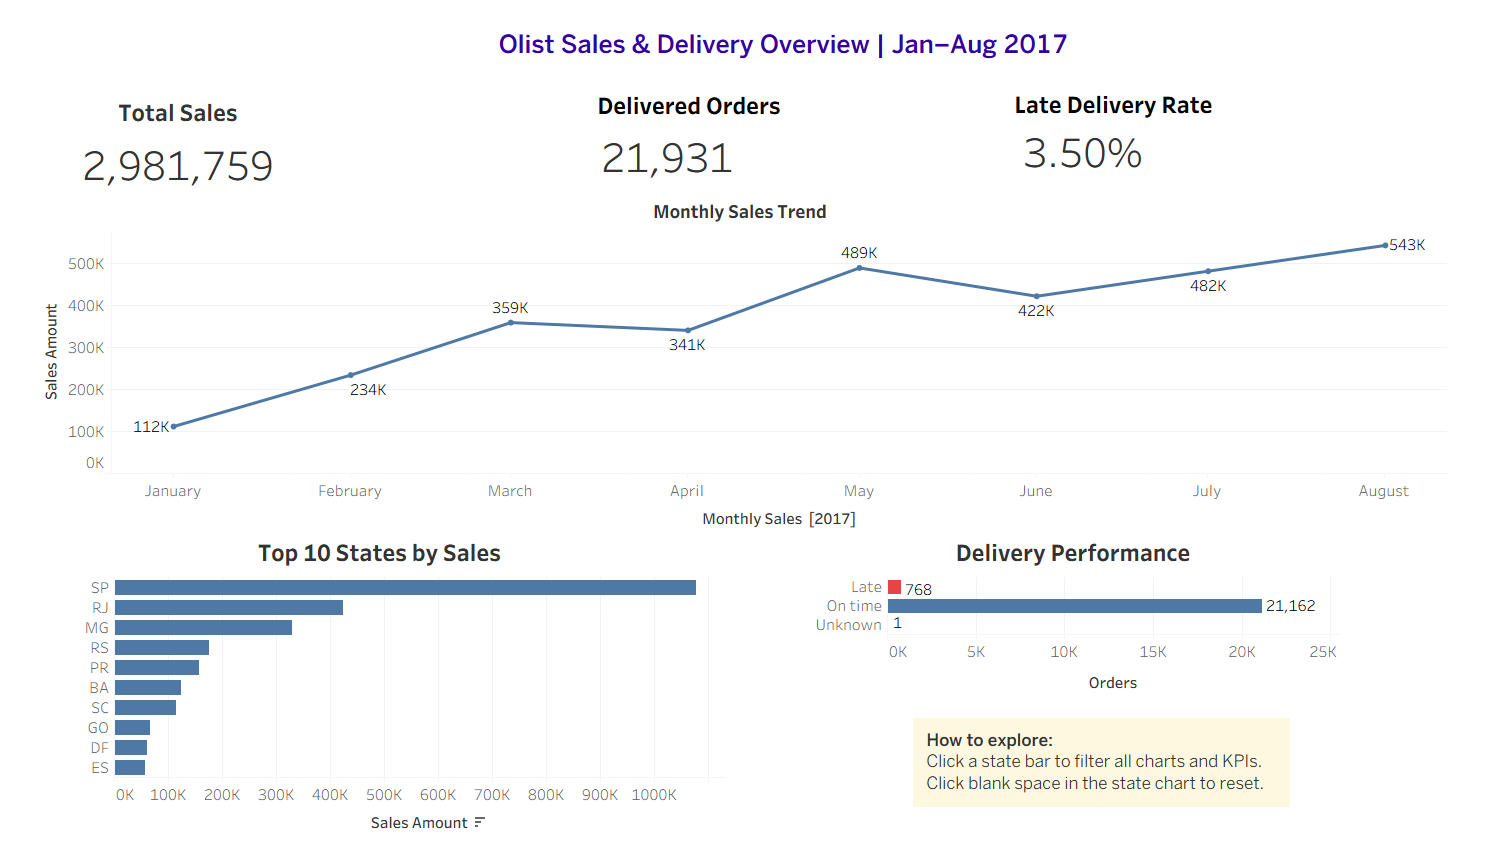 Olist Sales & Delivery Overview | Jan–Aug 2017
Total Sales
2,981,759
Delivered Orders
21,931
Late Delivery Rate
3.50%
Monthly Sales Trend
Sales Amount
500K
400K
300K
200K
100K
0K
112K
234K
359K
341K
489K
422K
482K
543K
January February March April May June July August
Monthly Sales [2017]
Top 10 States by Sales
SP
RJ
MG
RS
PR
BA
SC
GO
DF
ES
0K 100K 200K 300K 400K 500K 600K 700K 800K 900K 1000K
Sales Amount
Delivery Performance
Late 768
On time 21,162
Unknown 1
0K 5K 10K 15K 20K 25K
Orders
How to explore:
Click a state bar to filter all charts and KPIs.
Click blank space in the state chart to reset.